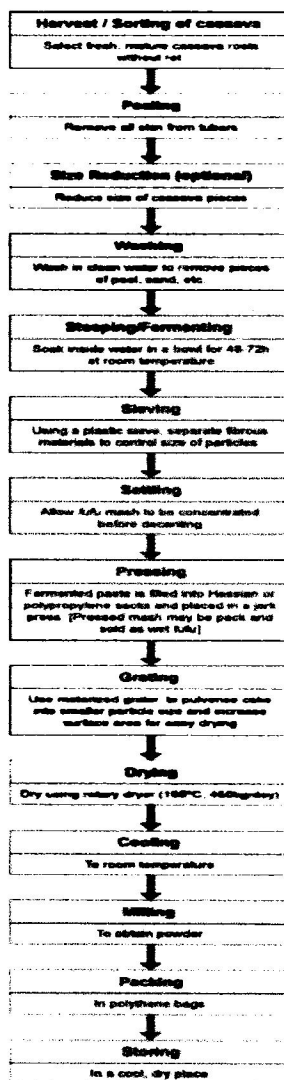 Harvest / Sorting of cassava
Select fresh, mature cassava roots
without rot
Peeling
Remove all skin from tubers
Size Reduction (optional)
Reduce size of cassava pieces
Washing
Wash in clean water to remove pieces
of peel, sand, etc.
Steeping/Fermenting
Soak inside water in a bowl for 48-72h
at room temperature
Sieving
Using a plastic sieve, separate fibrous
materials to control size of particles
Settling
Allow fufu mash to be concentrated
before decanting
Pressing
Fermented paste is filled into Hessian or
polypropylene sacks and placed in a jack
press [Pressed mash may be pack and
sold as wet fufu]
Grating
Use motorized grater to pulverise cake
into smaller particle size and increase
surface area for easy drying
Drying
Dry using rotary dryer
Cooling
To room temperature
Milling
To obtain powder
Packing
In polythene bags
Storing
In a cool, dry place